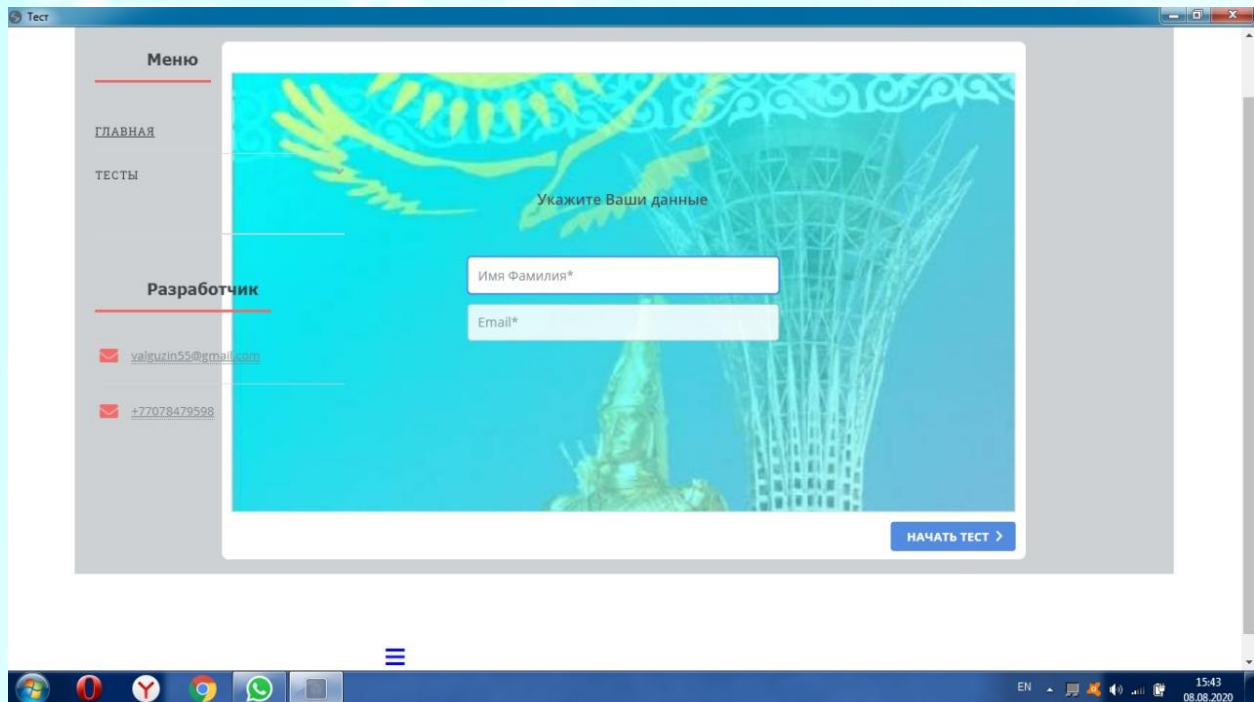 Тест
Меню
ГЛАВНАЯ
ТЕСТЫ
Укажите Ваши данные
Имя Фамилия*
Email*
Разработчик
valguzin55@gmail.com
+77078479598
НАЧАТЬ ТЕСТ
EN
15:43
08.08.2020